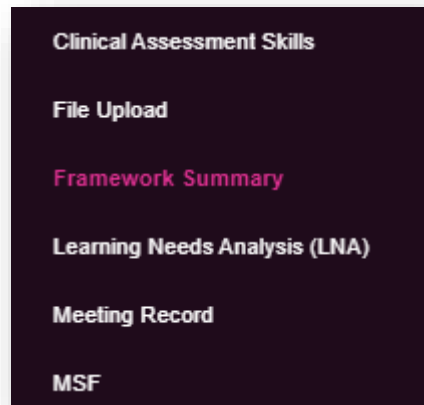 Clinical Assessment Skills
File Upload
Framework Summary
Learning Needs Analysis (LNA)
Meeting Record
MSF